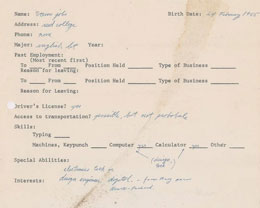 Name: Steven jobs Birth Date: 24 February 1955
Address: reed college
Phone: none
Major: english lit Year:
Past Employment:
(Most recent first)
To From Position Held Type of Business
Reason for leaving:
To From Position Held Type of Business
Reason for leaving:
Driver's License? yes
Access to transportation? possible, but not probable
Skills:
Typing
Machines, Keypunch Computer yes Calculator yes Other
(design, tech)
Special Abilities:
electronics tech or
Interests: design engineer. digital.